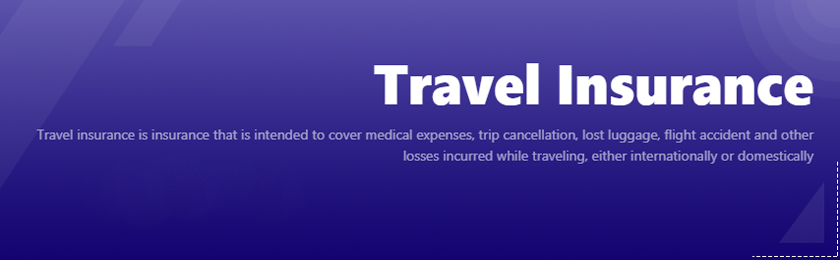 Travel Insurance
Travel insurance is insurance that is intended to cover medical expenses, trip cancellation, lost luggage, flight accident and other
losses incurred while traveling, either internationally or domestically